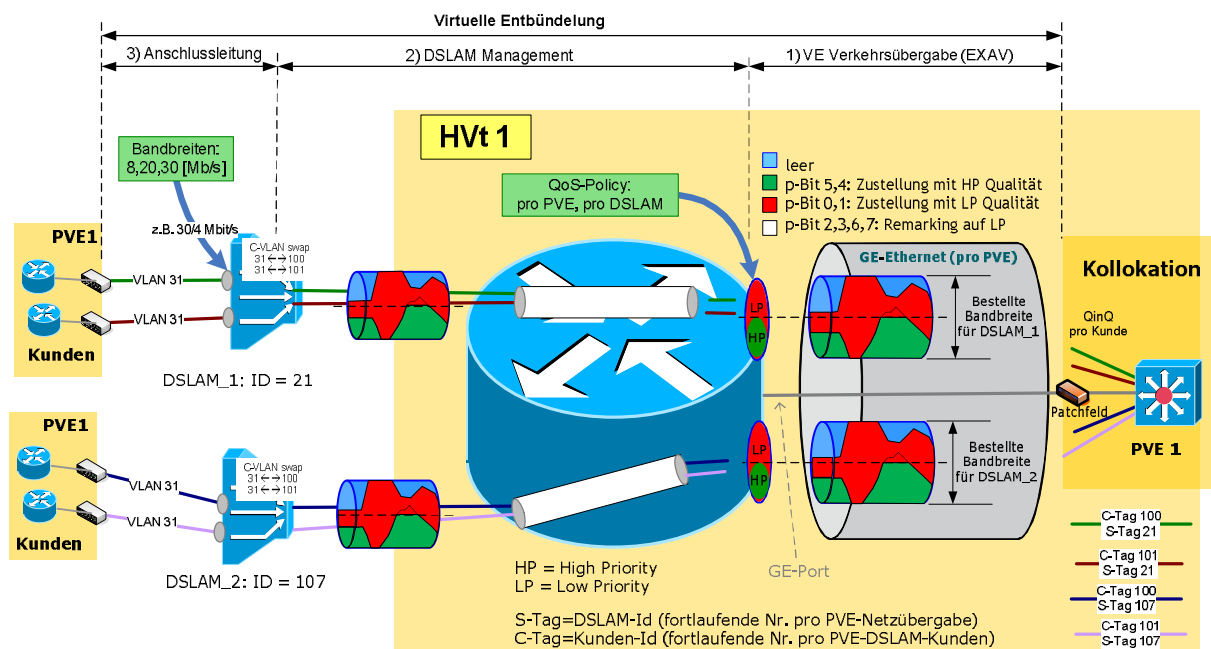 Virtuelle Entbündelung
3) Anschlussleitung
2) DSLAM Management
1) VE Verkehrsübergabe (EXAV)
HVt 1
Bandbreiten:
8,20,30 [Mb/s]
QoS-Policy:
pro PVE, pro DSLAM
leer
p-Bit 5,4: Zustellung mit HP Qualität
p-Bit 0,1: Zustellung mit LP Qualität
p-Bit 2,3,6,7: Remarking auf LP
z.B. 30/4 Mbit/s
PVE1
C-VLAN swap
31 <-> 100
31 <-> 101
VLAN 31
VLAN 31
Kunden
DSLAM_1: ID = 21
LP
HP
GE-Ethernet (pro PVE)
Bestellte
Bandbreite
für DSLAM_1
Kollokation
QinQ
pro Kunde
Patchfeld
PVE 1
PVE1
C-VLAN swap
31 <-> 100
31 <-> 101
VLAN 31
VLAN 31
Kunden
DSLAM_2: ID = 107
LP
HP
Bestellte
Bandbreite
für DSLAM_2
GE-Port
HP = High Priority
LP = Low Priority
S-Tag=DSLAM-Id (fortlaufende Nr. pro PVE-Netzübergabe)
C-Tag=Kunden-Id (fortlaufende Nr. pro PVE-DSLAM-Kunden)
C-Tag 100
S-Tag 21
C-Tag 101
S-Tag 21
C-Tag 100
S-Tag 107
C-Tag 101
S-Tag 107